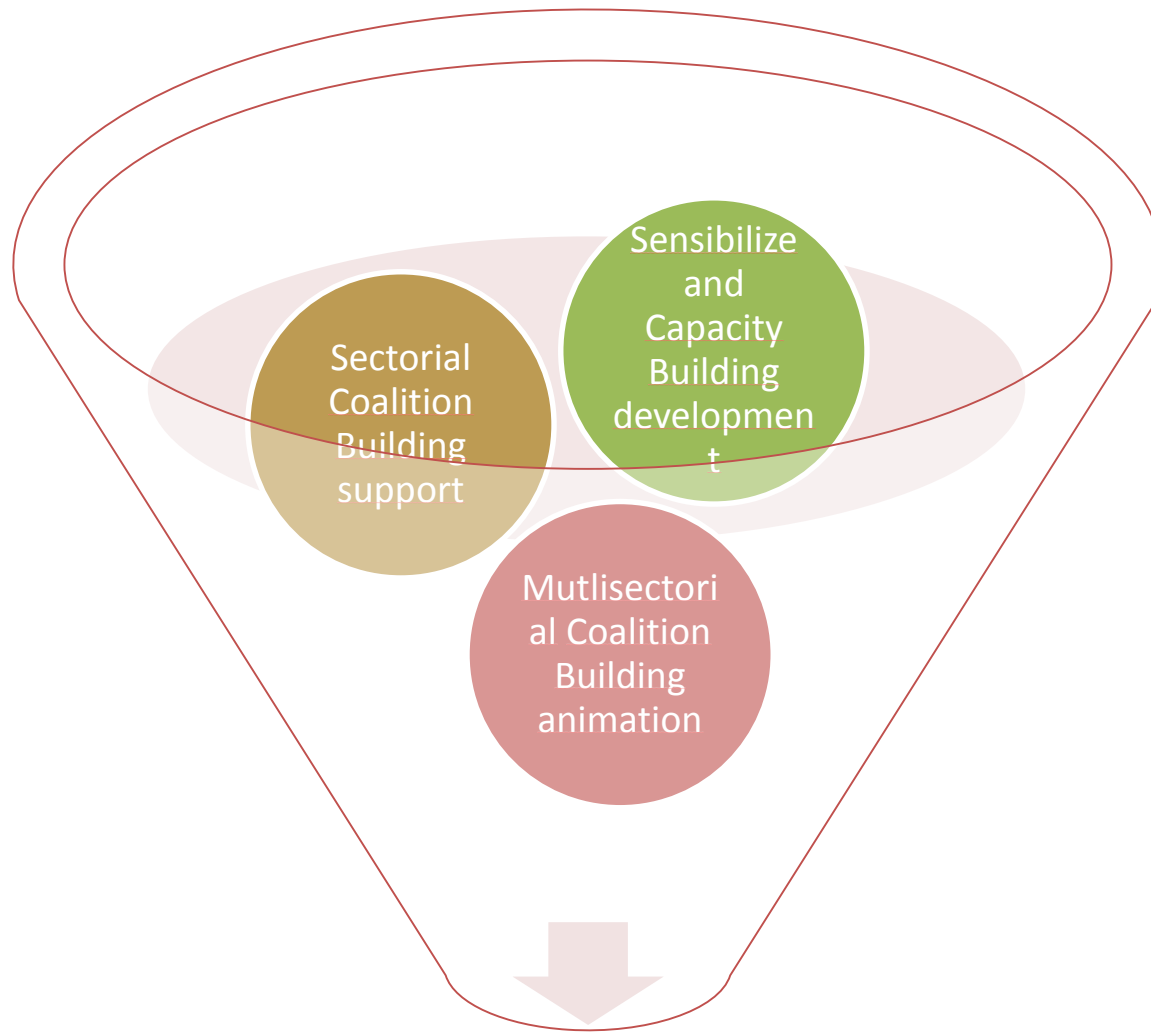 Sensibilize
and
Capacity
Building
developmen
t
Sectorial
Coalition
Building
support
Mutlisectori
al Coalition
Building
animation